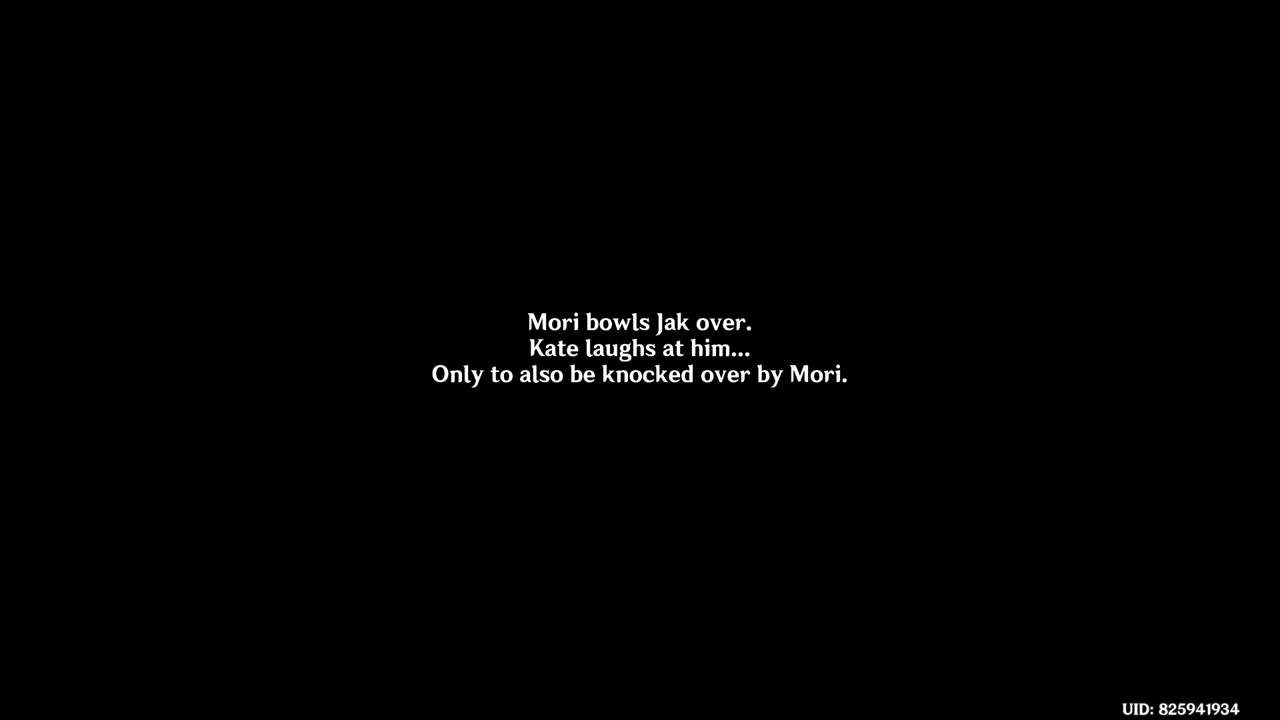 Mori bowls Jak over.
Kate laughs at him...
Only to also be knocked over by Mori.
UID: 825941934